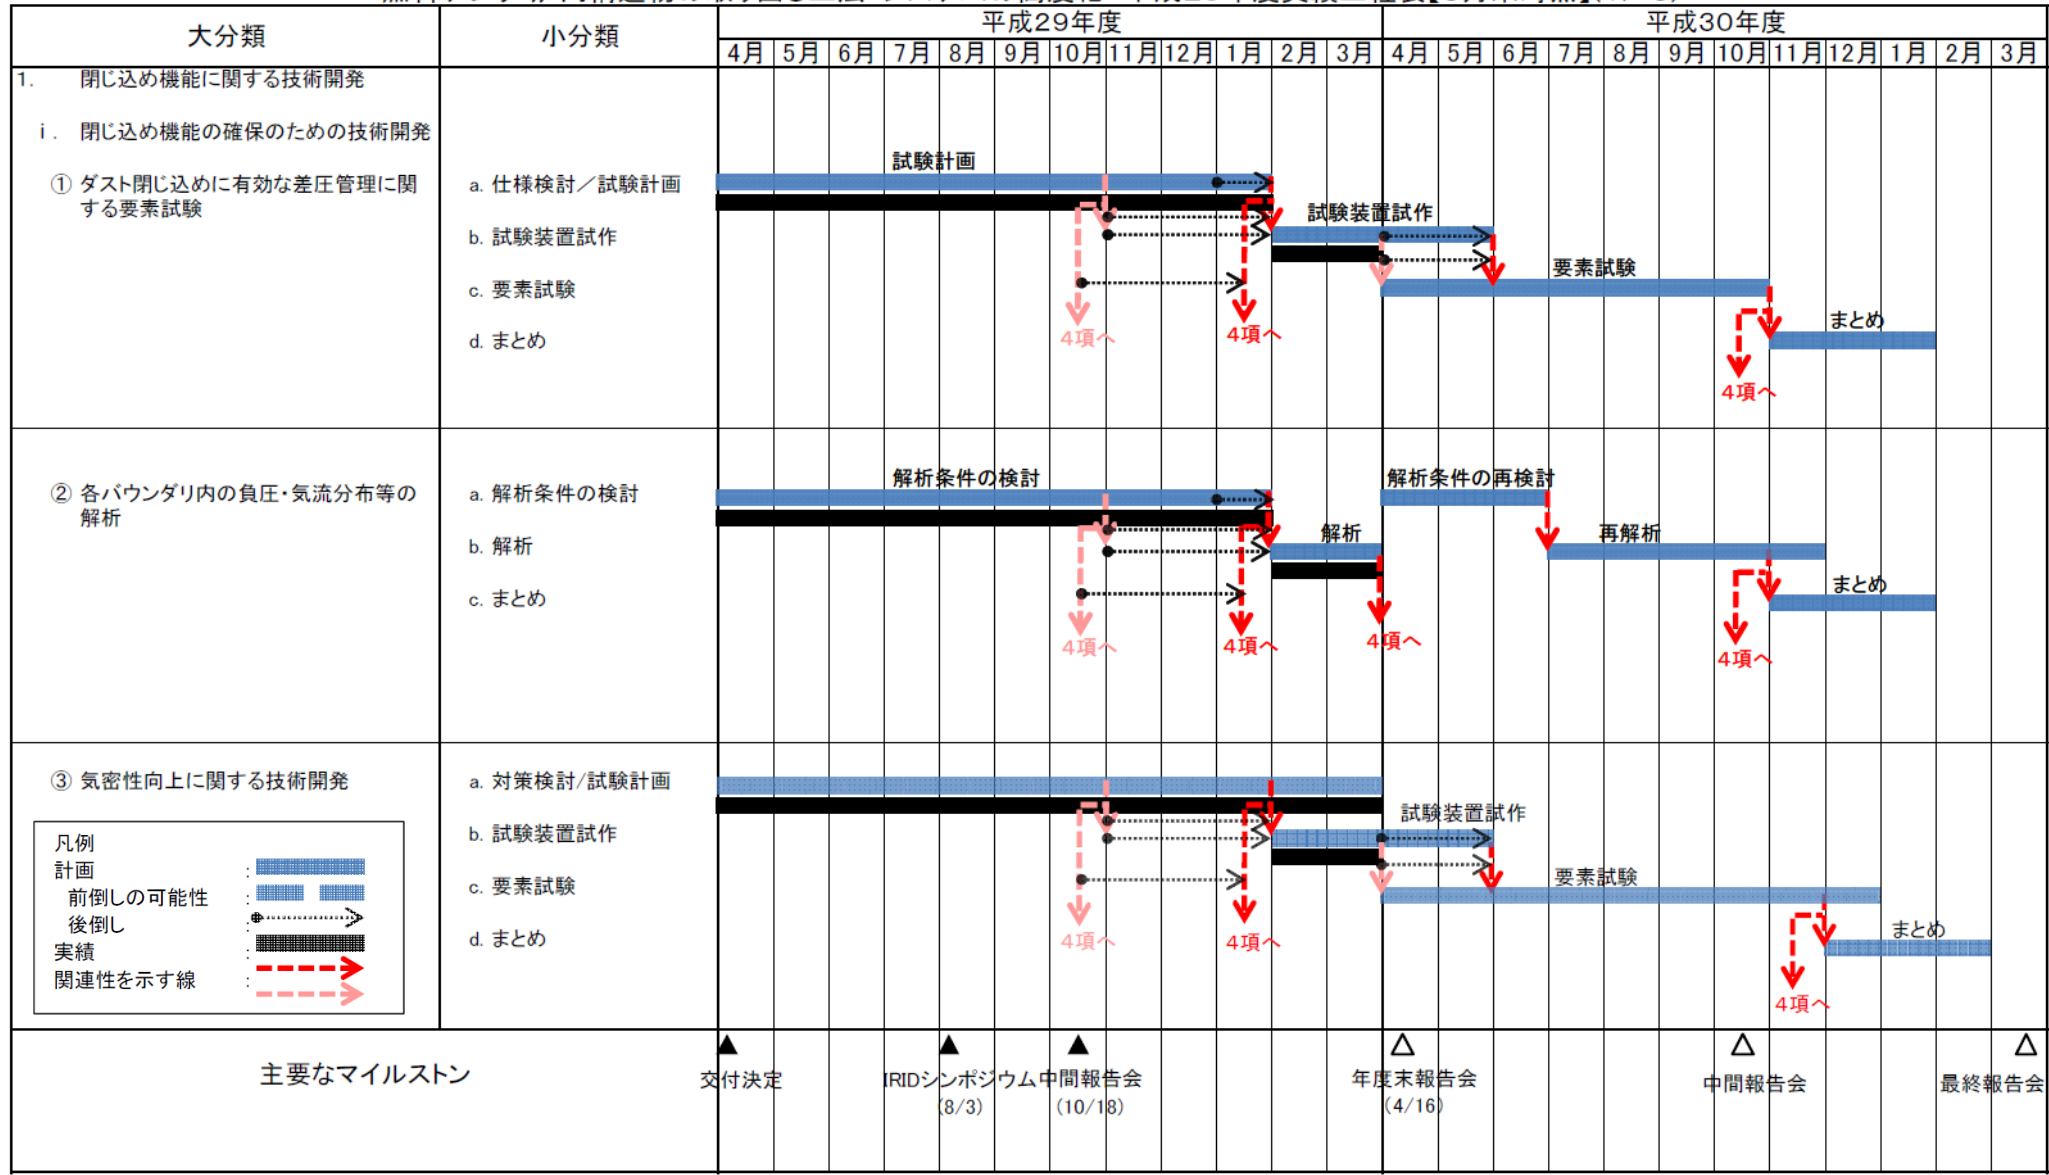 大分類
小分類
平成29年度
平成30年度
4月 5月 6月 7月 8月 9月 10月 11月 12月 1月 2月 3月 4月 5月 6月 7月 8月 9月 10月 11月 12月 1月 2月 3月
1. 閉じ込め機能に関する技術開発
ⅰ. 閉じ込め機能の確保のための技術開発
① ダスト閉じ込めに有効な差圧管理に関
する要素試験
a. 仕様検討／試験計画
b. 試験装置試作
c. 要素試験
d. まとめ
試験計画
試験装置試作
要素試験
まとめ
4項へ
4項へ
4項へ
② 各バウンダリ内の負圧・気流分布等の
解析
a. 解析条件の検討
b. 解析
c. まとめ
解析条件の検討
解析条件の再検討
解析
再解析
まとめ
4項へ
4項へ
4項へ
4項へ
③ 気密性向上に関する技術開発
a. 対策検討/試験計画
b. 試験装置試作
c. 要素試験
d. まとめ
試験装置試作
要素試験
まとめ
4項へ
4項へ
4項へ
凡例
計画 :
前倒しの可能性 :
後倒し :
実績 :
関連性を示す線 :
主要なマイルストン
交付決定
IRIDシンポジウム
(8/3)
中間報告会
(10/18)
年度末報告会
(4/16)
中間報告会
最終報告会